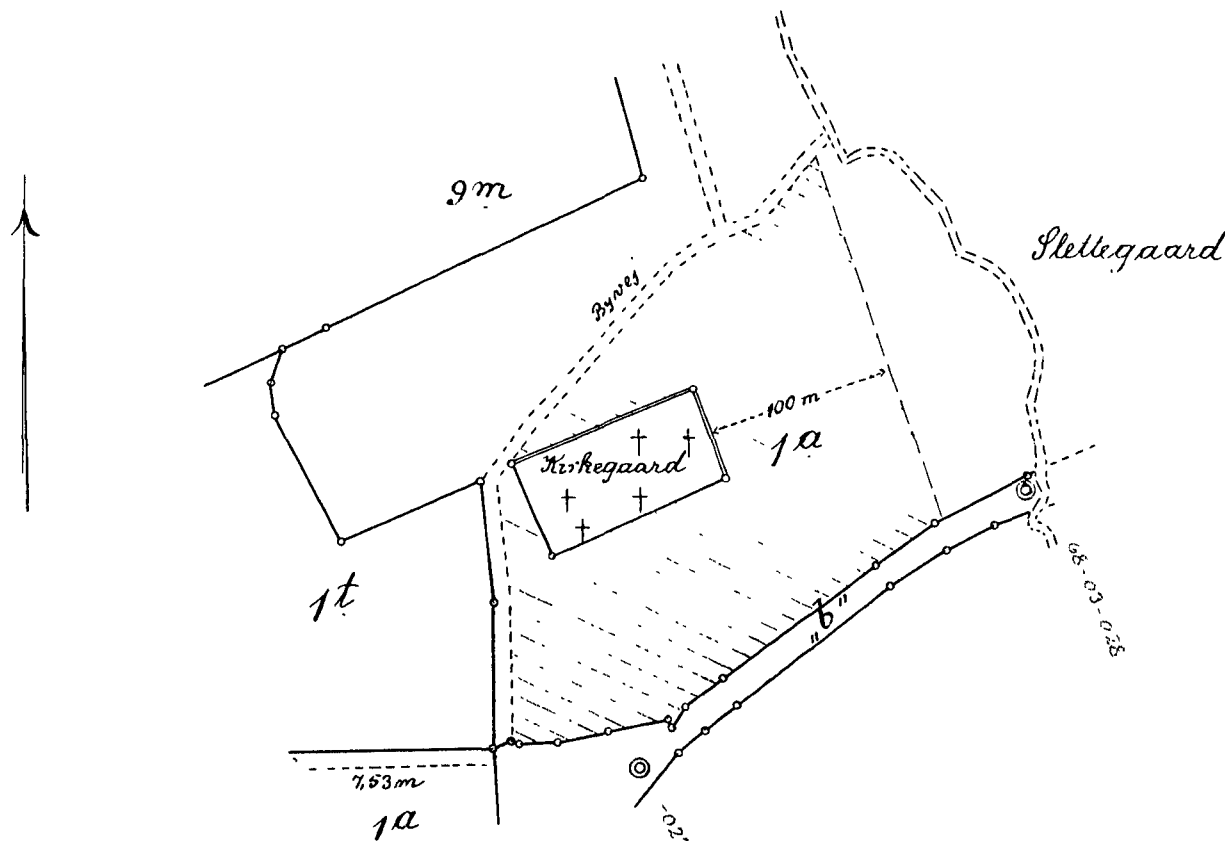 9m
Slettegaard
Byvej
100 m
1a
Kirkegaard
1t
"b"
68-03-028
7,53m
1a
-02